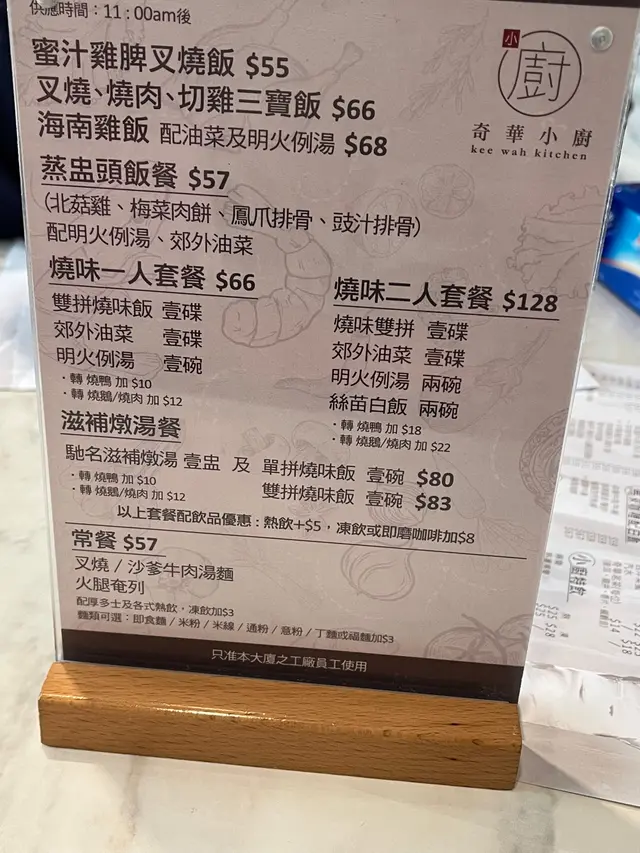 供應時間：11：00am後
蜜汁雞脾叉燒飯 $55
叉燒、燒肉、切雞三寶飯 $66
海南雞飯 配油菜及明火例湯 $68
小
廚
奇華小廚
kee wah kitchen
蒸盅頭飯餐 $57
(北菇雞、梅菜肉餅、鳳爪排骨、豉汁排骨)
配明火例湯、郊外油菜
燒味一人套餐 $66
雙拼燒味飯 壹碟
郊外油菜 壹碟
明火例湯 壹碗
· 轉 燒鴨 加 $10
· 轉 燒鵝/燒肉 加 $12
燒味二人套餐 $128
燒味雙拼 壹碟
郊外油菜 壹碟
明火例湯 兩碗
絲苗白飯 兩碗
· 轉 燒鴨 加 $18
· 轉 燒鵝/燒肉 加 $22
滋補燉湯餐
馳名滋補燉湯 壹盅 及 單拼燒味飯 壹碗 $80
雙拼燒味飯 壹碗 $83
· 轉 燒鴨 加 $10
· 轉 燒鵝/燒肉 加 $12
以上套餐配飲品優惠：熱飲+$5，凍飲或即磨咖啡加$8
常餐 $57
叉燒 / 沙爹牛肉湯麵
火腿奄列
配厚多士及各式熱飲，凍飲加$3
麵類可選：即食麵 / 米粉 / 米線 / 通粉 / 意粉 / 丁麵或福麵加$3
只准本大廈之工廠員工使用
小廚特飲
$25 $28
$14
$18